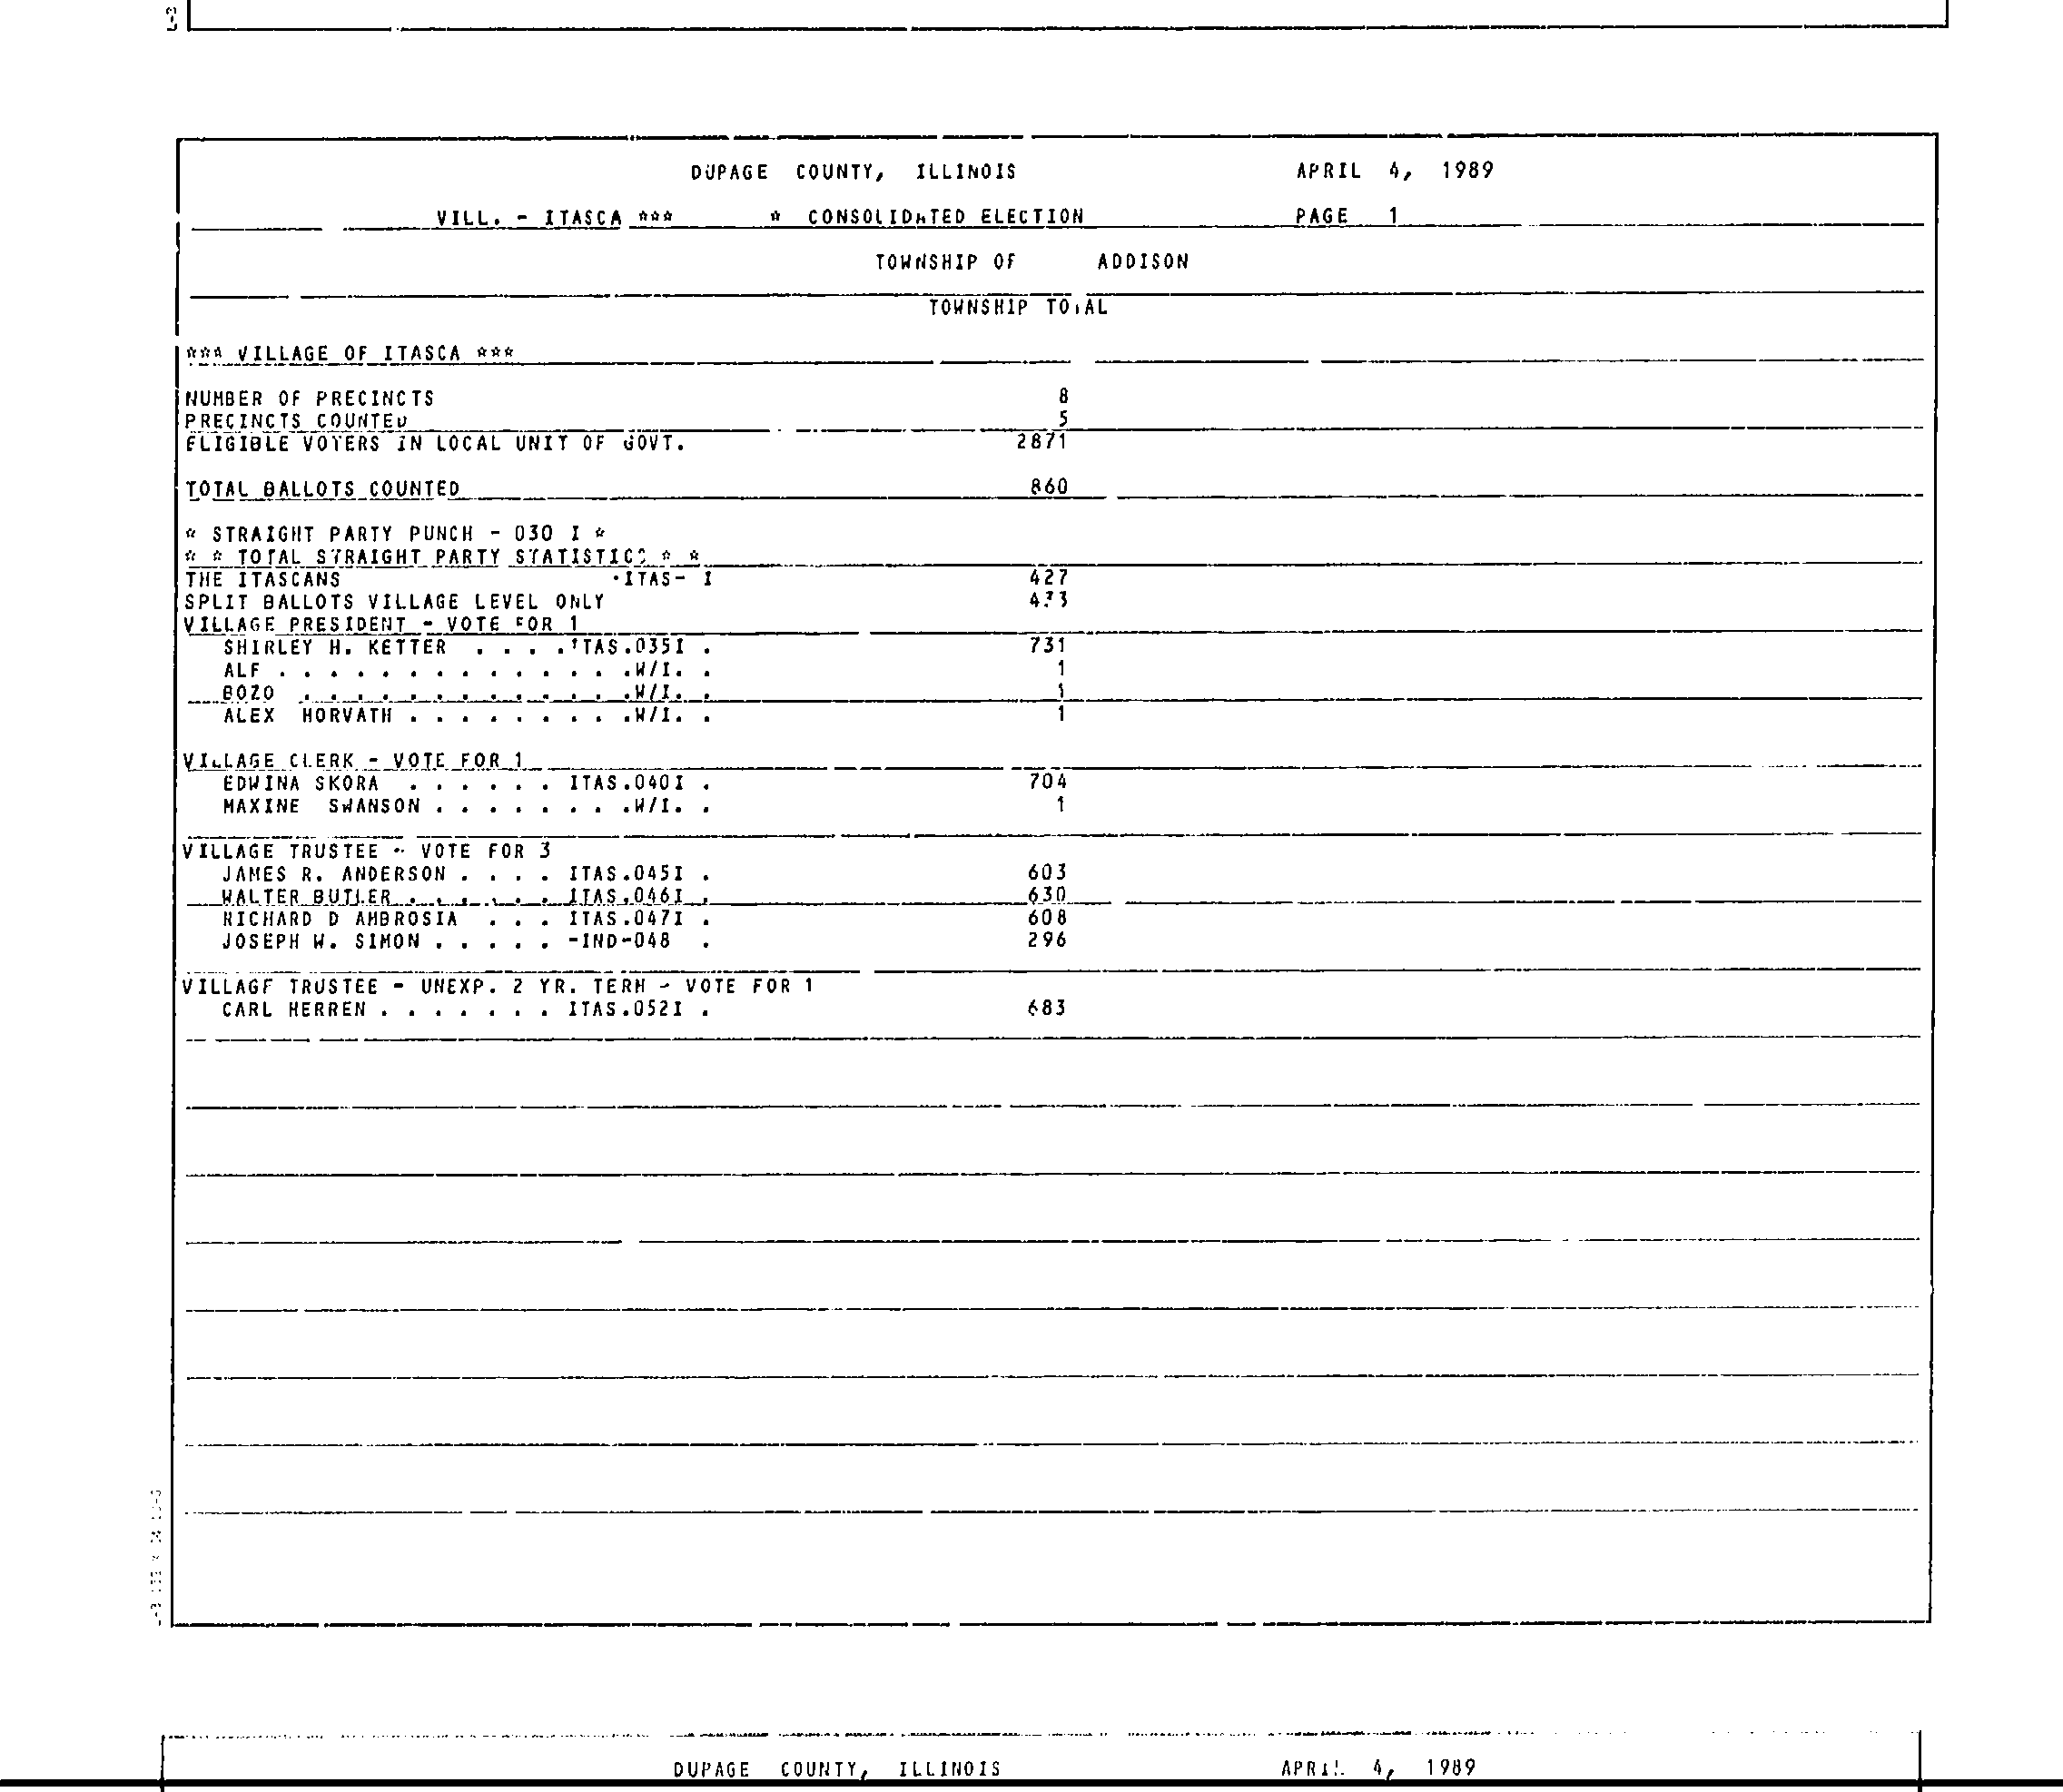 DUPAGE COUNTY, ILLINOIS APRIL 4, 1989
VILL. - ITASCA *** * CONSOLIDATED ELECTION PAGE 1
TOWNSHIP OF ADDISON
TOWNSHIP TOTAL
*** VILLAGE OF ITASCA ***
NUMBER OF PRECINCTS 8
PRECINCTS COUNTED 5
ELIGIBLE VOTERS IN LOCAL UNIT OF GOVT. 2871
TOTAL BALLOTS COUNTED 860
* STRAIGHT PARTY PUNCH - 030 I *
* * TOTAL STRAIGHT PARTY STATISTICS * *
THE ITASCANS .ITAS- I 427
SPLIT BALLOTS VILLAGE LEVEL ONLY 433
VILLAGE PRESIDENT - VOTE FOR 1
SHIRLEY H. KETTER . . . .ITAS.035I . 731
ALF . . . . . . . . . . . . . .W/I. . 1
BOZO . . . . . . . . . . . . .W/I. . 1
ALEX HORVATH . . . . . . . . .W/I. . 1
VILLAGE CLERK - VOTE FOR 1
EDWINA SKORA . . . . . . ITAS.040I . 704
MAXINE SWANSON . . . . . . . .W/I. . 1
VILLAGE TRUSTEE - VOTE FOR 3
JAMES R. ANDERSON . . . . ITAS.045I . 603
WALTER BUTLER . . . . . . ITAS.046I . 630
RICHARD D AMBROSIA . . . ITAS.047I . 608
JOSEPH W. SIMON . . . . . -IND-048 . 296
VILLAGE TRUSTEE - UNEXP. 2 YR. TERM - VOTE FOR 1
CARL HERREN . . . . . . . ITAS.052I . 683
DUPAGE COUNTY, ILLINOIS APRIL 4, 1989